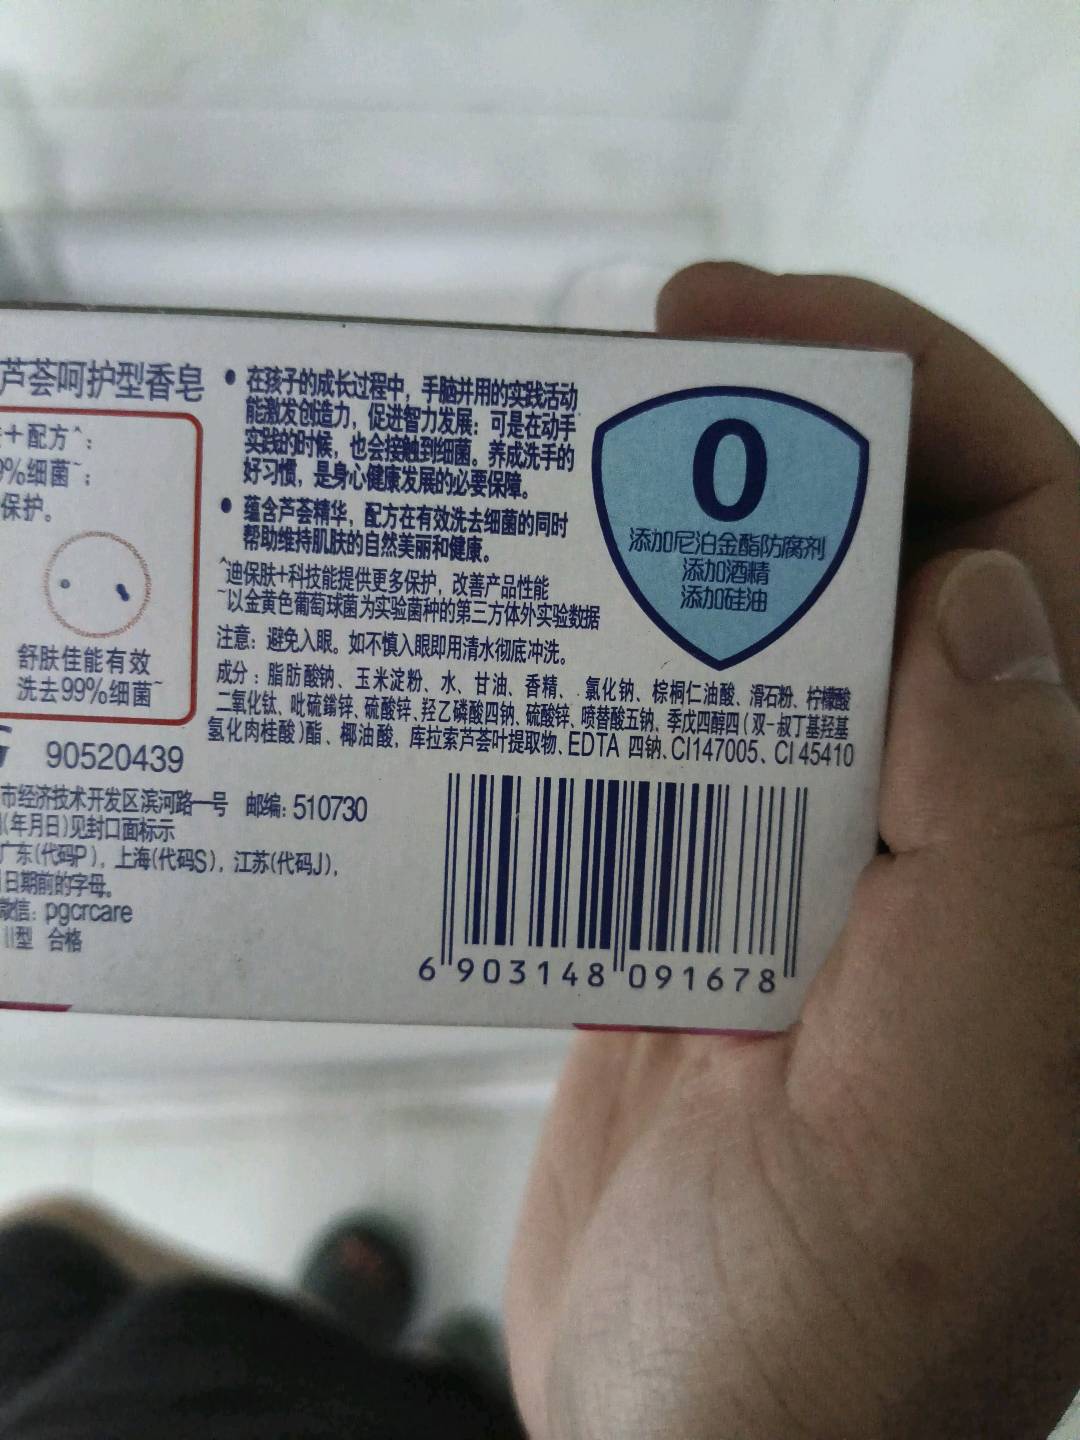 芦荟呵护型香皂
+配方^；
9%细菌~；
保护。
舒肤佳能有效
洗去99%细菌~
G 90520439
市经济技术开发区滨河路一号 邮编：510730
(年月日)见封口面标示
广东(代码P)，上海(代码S)，江苏(代码J)，
日期前的字母。
微信：pgcrcare
II型 合格
• 在孩子的成长过程中，手脑并用的实践活动
能激发创造力，促进智力发展；可是在动手
实践的时候，也会接触到细菌。养成洗手的
好习惯，是身心健康发展的必要保障。
• 蕴含芦荟精华，配方在有效洗去细菌的同时
帮助维持肌肤的自然美丽和健康。
^迪保肤+科技能提供更多保护，改善产品性能
~以金黄色葡萄球菌为实验菌种的第三方体外实验数据
注意：避免入眼。如不慎入眼即用清水彻底冲洗。
成分：脂肪酸钠、玉米淀粉、水、甘油、香精、氯化钠、棕榈仁油酸、滑石粉、柠檬酸
二氧化钛、吡硫鎓锌、硫酸锌、羟乙磷酸四钠、硫酸锌、喷替酸五钠、季戊四醇四(双-叔丁基羟基
氢化肉桂酸)酯、椰油酸，库拉索芦荟叶提取物、EDTA 四钠、CI147005、CI 45410
0
添加尼泊金酯防腐剂
添加酒精
添加硅油
6 903148 091678